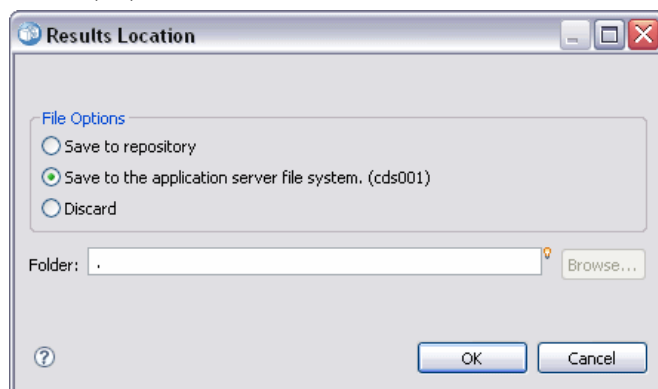 Results Location
File Options
Save to repository
Save to the application server file system. (cds001)
Discard
Folder: .
Browse...
?
OK
Cancel